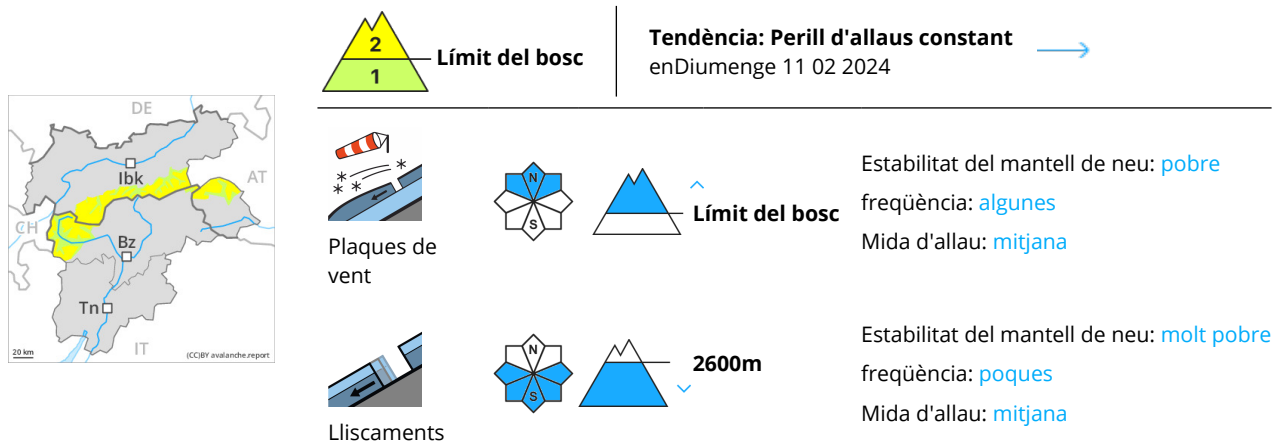 2
1
Límit del bosc
Tendència: Perill d'allaus constant
enDiumenge 11 02 2024
DE
Ibk
AT
CH
Bz
Tn
IT
20 km
(CC)BY avalanche.report
Plaques de
vent
N
S
Límit del bosc
Estabilitat del mantell de neu: pobre
freqüència: algunes
Mida d'allau: mitjana
Lliscaments
N
S
2600m
Estabilitat del mantell de neu: molt pobre
freqüència: poques
Mida d'allau: mitjana